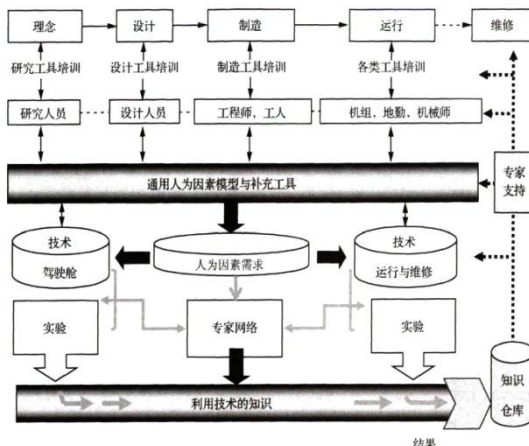 理念
设计
制造
运行
维修
研究工具培训
设计工具培训
制造工具培训
各类工具培训
研究人员
设计人员
工程师，工人
机组，地勤，机械师
通用人为因素模型与补充工具
专家
支持
技术
驾驶舱
人为因素需求
技术
运行与维修
实验
专家网络
实验
知识
仓库
利用技术的知识
结果